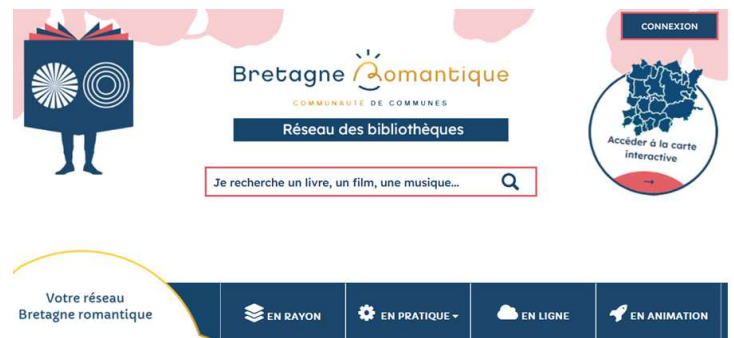 CONNEXION
Bretagne Romantique
COMMUNAUTÉ DE COMMUNES
Réseau des bibliothèques
Accéder à la carte
interactive
→
Je recherche un livre, un film, une musique...
Votre réseau
Bretagne romantique
EN RAYON
EN PRATIQUE
EN LIGNE
EN ANIMATION